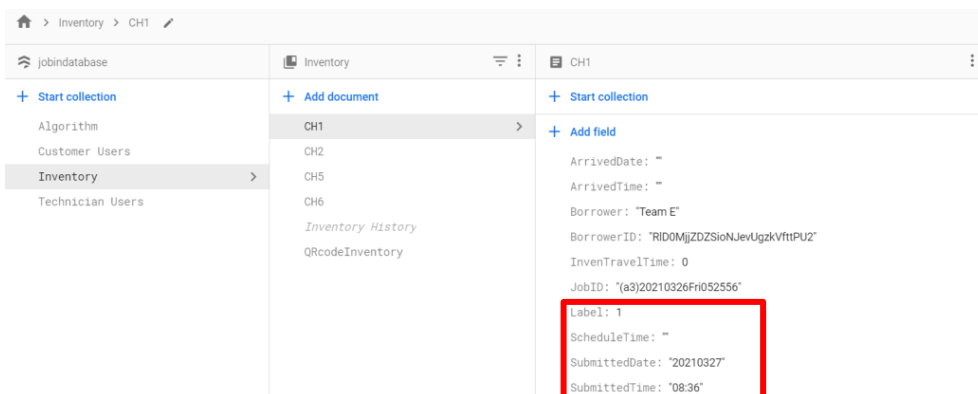 Inventory > CH1
jobindatabase
Inventory
CH1
+ Start collection
+ Add document
+ Start collection
Algorithm
Customer Users
Inventory
Technician Users
CH1
CH2
CH5
CH6
Inventory History
QRcodeInventory
+ Add field
ArrivedDate: ""
ArrivedTime: ""
Borrower: "Team E"
BorrowerID: "RlD0MjjZDZSioNJevUgzkVfttPU2"
InvenTravelTime: 0
JobID: "(a3)20210326Fri052556"
Label: 1
ScheduleTime: ""
SubmittedDate: "20210327"
SubmittedTime: "08:36"